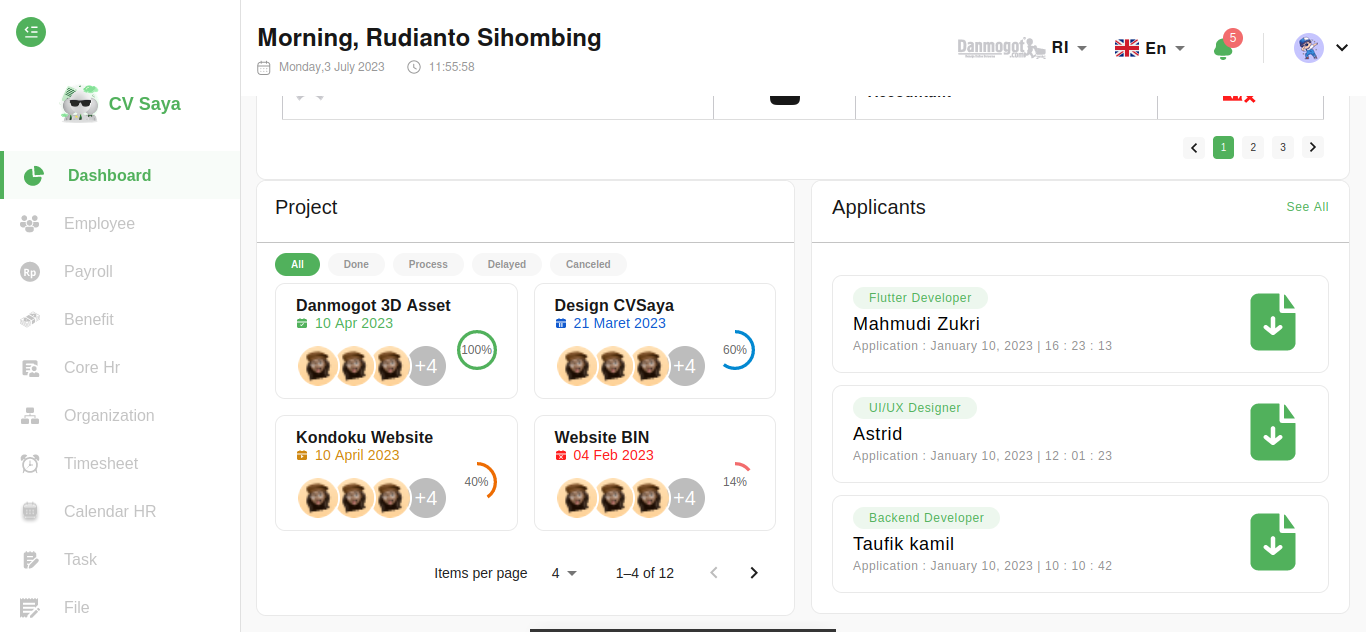 Morning, Rudianto Sihombing
Monday,3 July 2023
11:55:58
Danmogot
.com
RI
En
5
CV Saya
Dashboard
Employee
Rp
Payroll
Benefit
Core Hr
Organization
Timesheet
Calendar HR
Task
File
1
2
3
Project
All
Done
Process
Delayed
Canceled
Danmogot 3D Asset
10 Apr 2023
+4
100%
Design CVSaya
21 Maret 2023
+4
60%
Kondoku Website
10 April 2023
+4
40%
Website BIN
04 Feb 2023
+4
14%
Items per page
4
1–4 of 12
Applicants
See All
Flutter Developer
Mahmudi Zukri
Application : January 10, 2023 | 16 : 23 : 13
UI/UX Designer
Astrid
Application : January 10, 2023 | 12 : 01 : 23
Backend Developer
Taufik kamil
Application : January 10, 2023 | 10 : 10 : 42